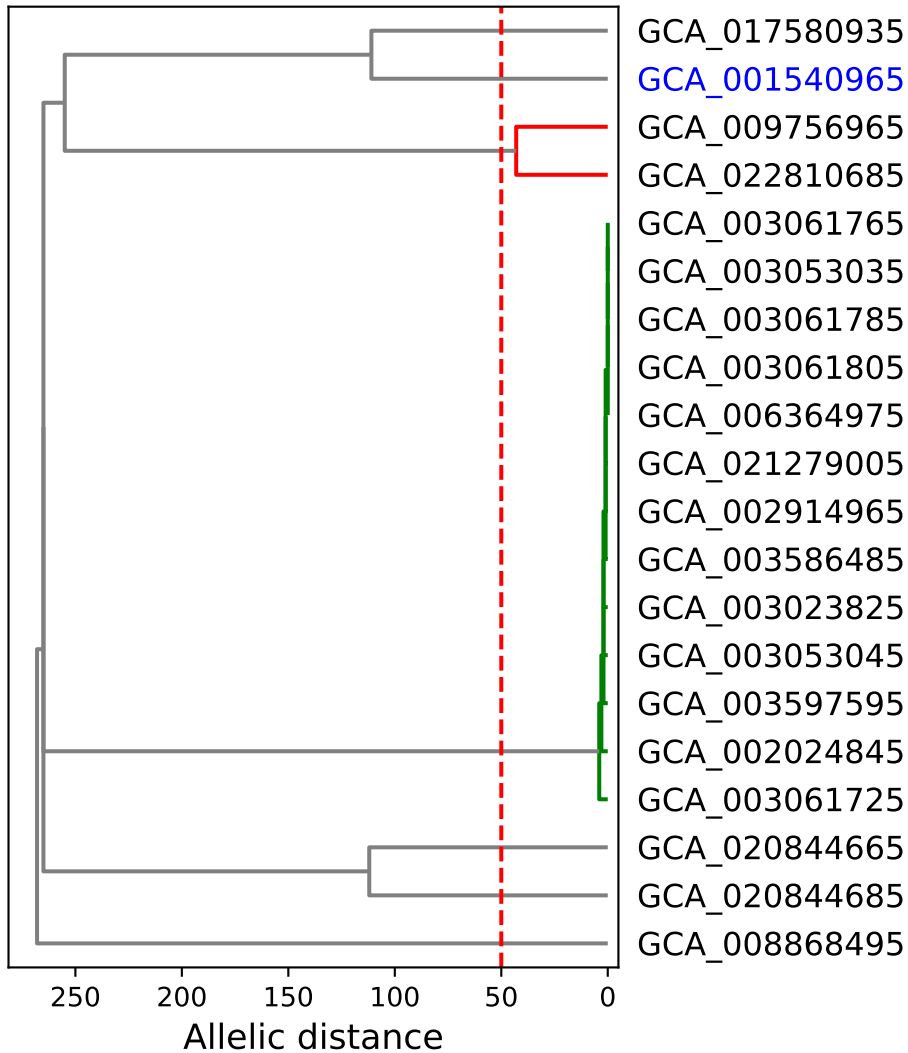 GCA_017580935
GCA_001540965
GCA_009756965
GCA_022810685
GCA_003061765
GCA_003053035
GCA_003061785
GCA_003061805
GCA_006364975
GCA_021279005
GCA_002914965
GCA_003586485
GCA_003023825
GCA_003053045
GCA_003597595
GCA_002024845
GCA_003061725
GCA_020844665
GCA_020844685
GCA_008868495
250 200 150 100 50 0
Allelic distance